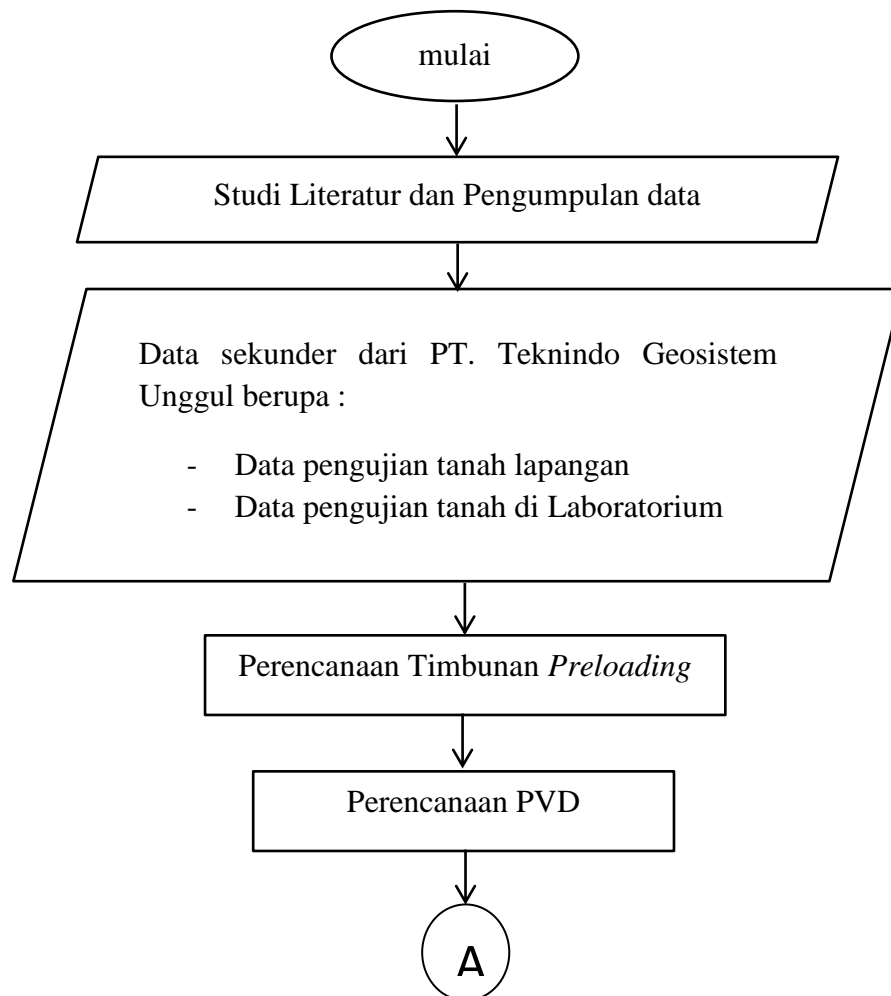 mulai
Studi Literatur dan Pengumpulan data
Data sekunder dari PT. Teknindo Geosistem
Unggul berupa :
- Data pengujian tanah lapangan
- Data pengujian tanah di Laboratorium
Perencanaan Timbunan Preloading
Perencanaan PVD
A